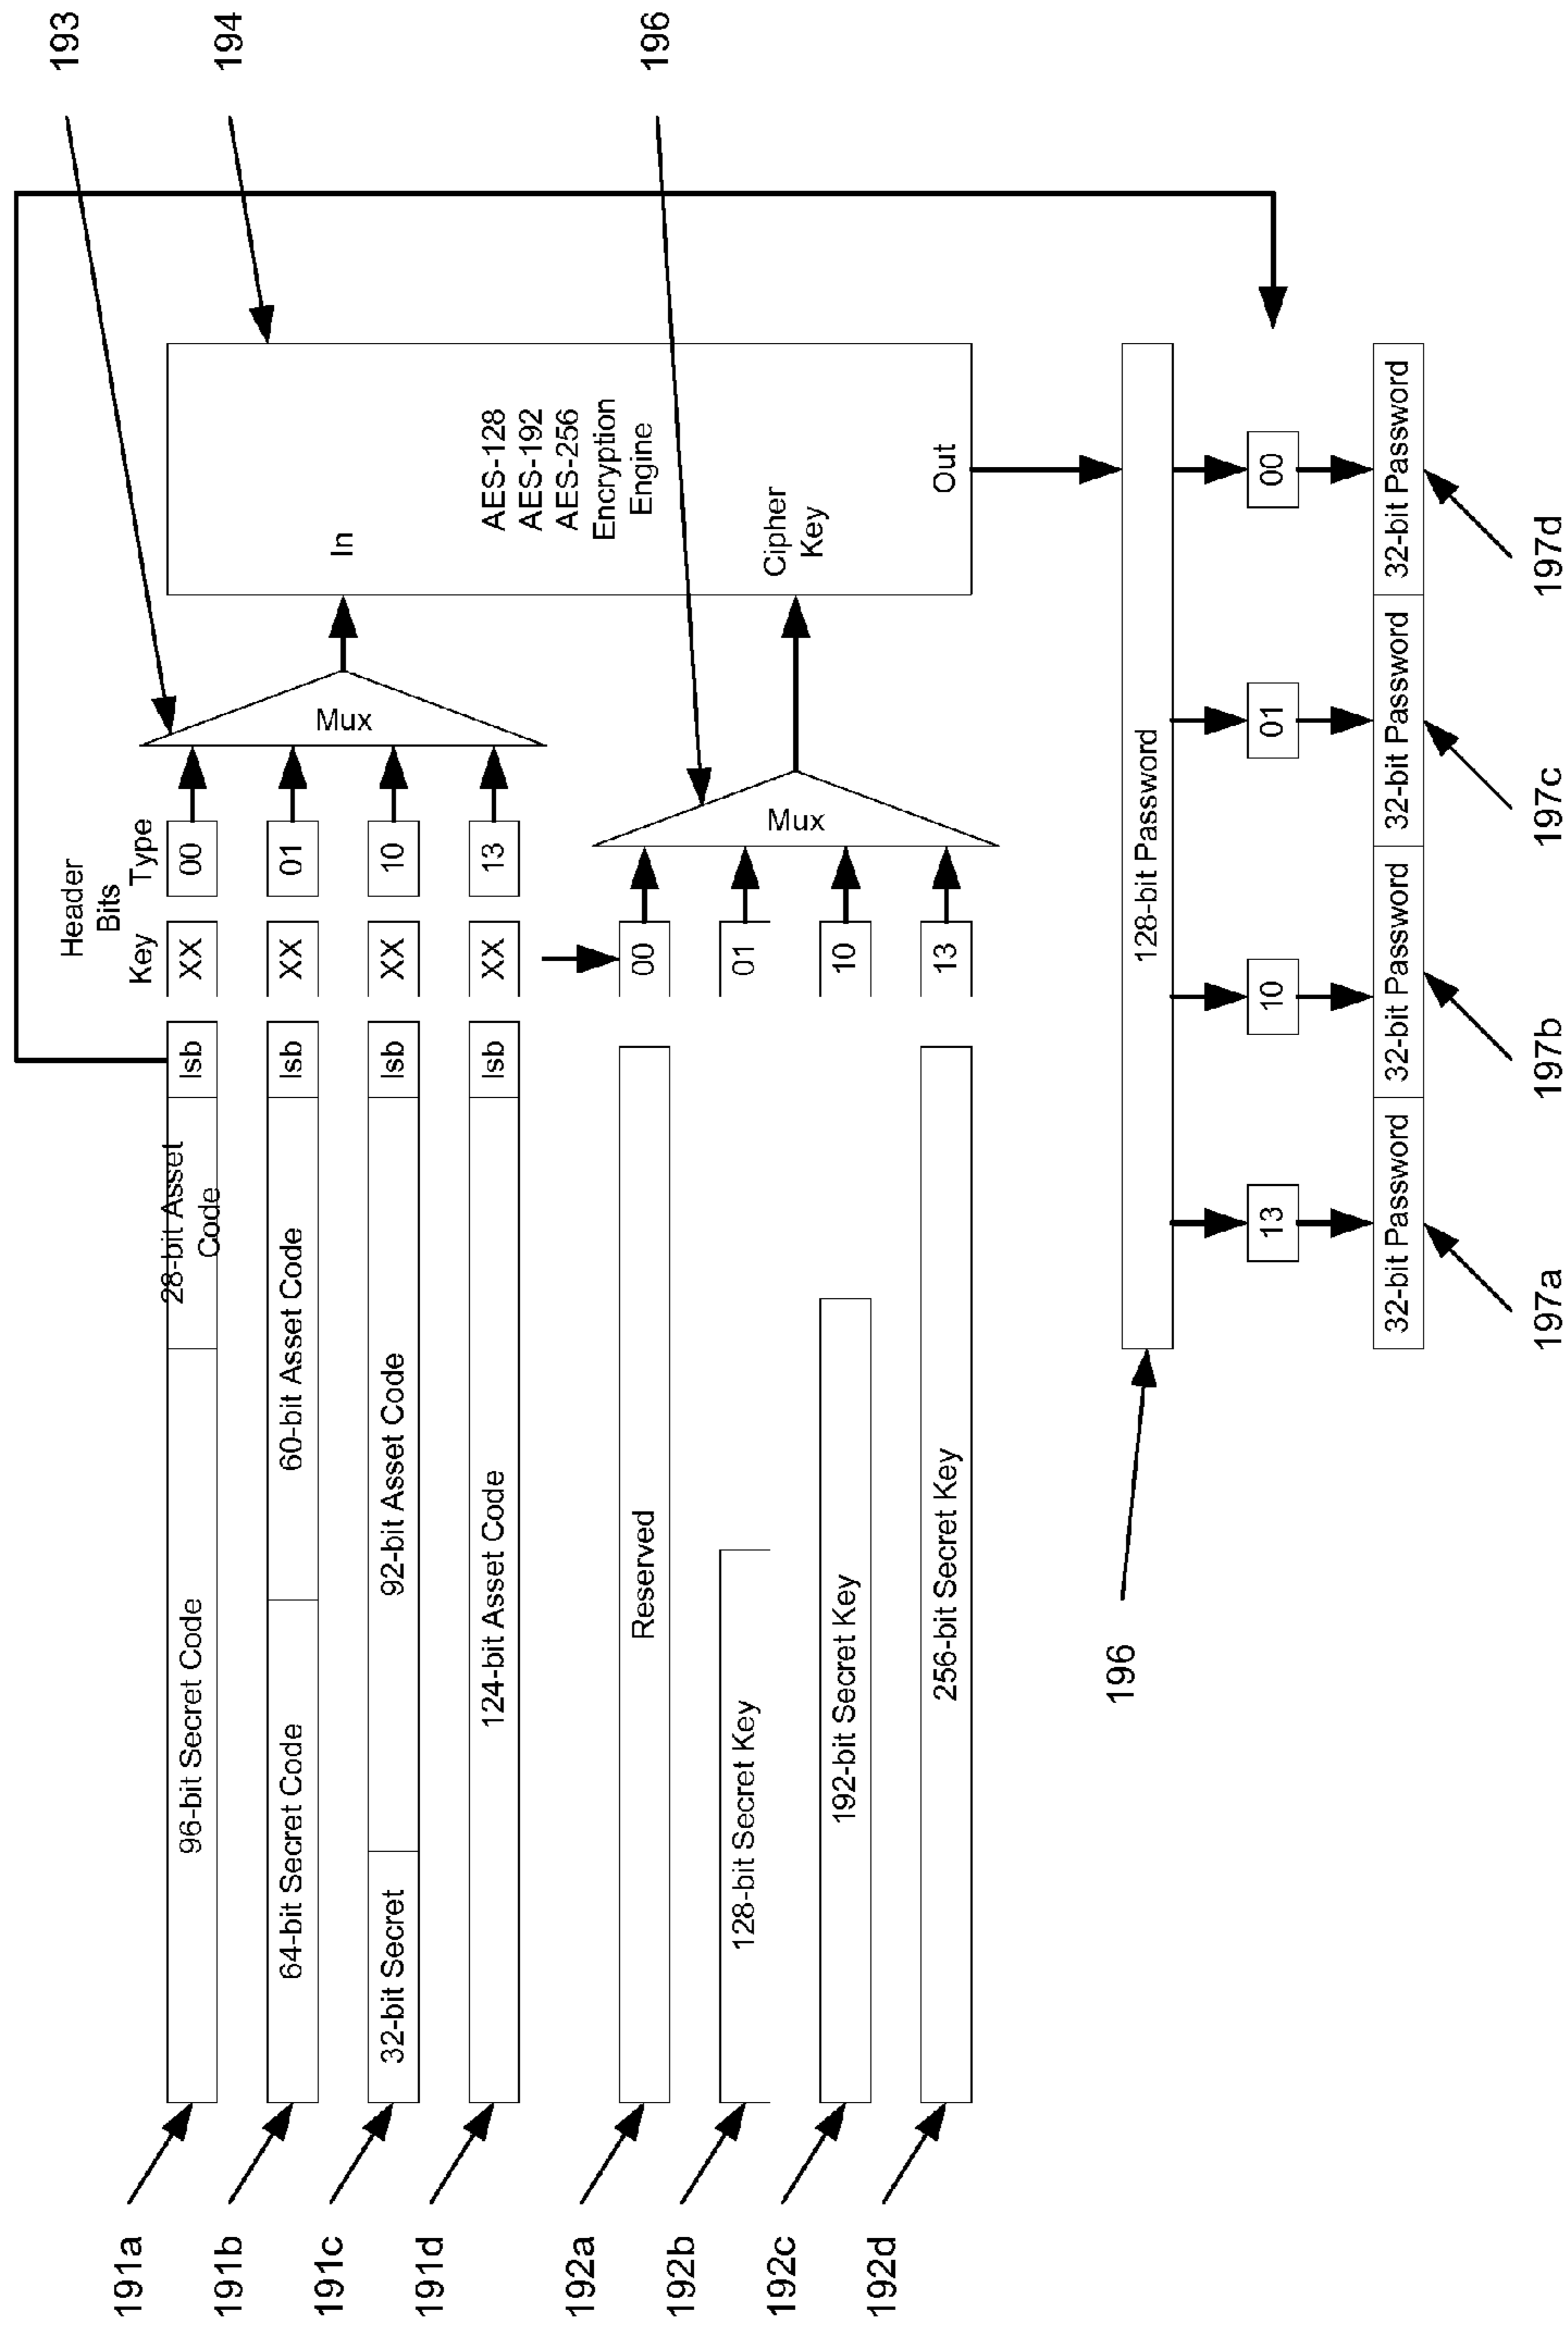 193
194
196
Header
Bits
Key Type
191a
96-bit Secret Code
28-bit Asset
Code
lsb
XX
00
191b
64-bit Secret Code
60-bit Asset Code
lsb
XX
01
191c
32-bit Secret
92-bit Asset Code
lsb
XX
10
191d
124-bit Asset Code
lsb
XX
13
Mux
In
AES-128
AES-192
AES-256
Encryption
Engine
Cipher
Key
Out
192a
Reserved
00
192b
128-bit Secret Key
01
192c
192-bit Secret Key
10
192d
256-bit Secret Key
13
Mux
196
128-bit Password
13
10
01
00
32-bit Password
32-bit Password
32-bit Password
32-bit Password
197a
197b
197c
197d